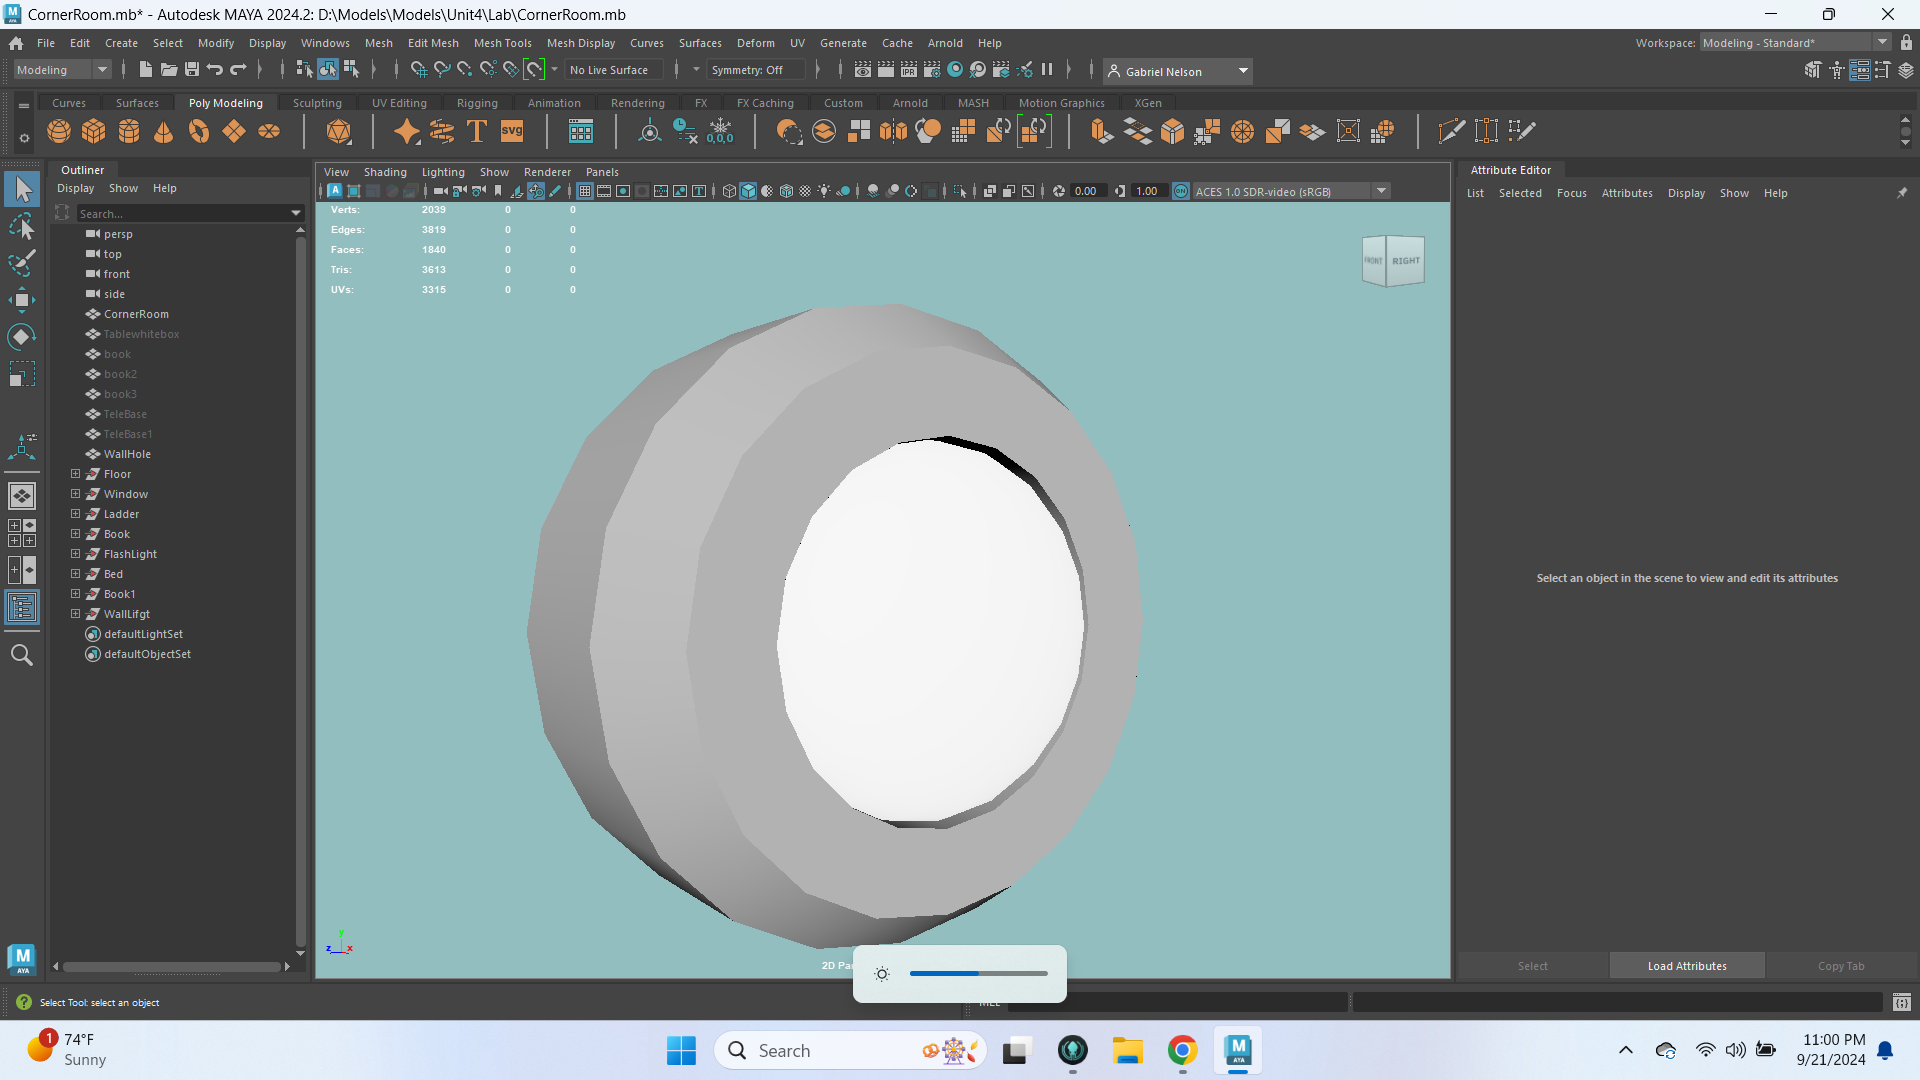 CornerRoom.mb* - Autodesk MAYA 2024.2: D:\Models\Models\Unit4\Lab\CornerRoom.mb
File Edit Create Select Modify Display Windows Mesh Edit Mesh Mesh Tools Mesh Display Curves Surfaces Deform UV Generate Cache Arnold Help
Workspace: Modeling - Standard*
Modeling No Live Surface Symmetry: Off Gabriel Nelson
Curves Surfaces Poly Modeling Sculpting UV Editing Rigging Animation Rendering FX FX Caching Custom Arnold MASH Motion Graphics XGen
SVG
0,0,0
Outliner
Display Show Help
Search...
persp
top
front
side
CornerRoom
Tablewhitebox
book
book2
book3
TeleBase
TeleBase1
WallHole
Floor
Window
Ladder
Book
FlashLight
Bed
Book1
WallLifgt
defaultLightSet
defaultObjectSet
View Shading Lighting Show Renderer Panels
0.00 1.00 ACES 1.0 SDR-video (sRGB)
Verts: 2039 0 0
Edges: 3819 0 0
Faces: 1840 0 0
Tris: 3613 0 0
UVs: 3315 0 0
FRONT RIGHT
y
z x
2D Pa
Attribute Editor
List Selected Focus Attributes Display Show Help
Select an object in the scene to view and edit its attributes
Select Load Attributes Copy Tab
Select Tool: select an object
MEL
1
74°F
Sunny
Search
11:00 PM
9/21/2024